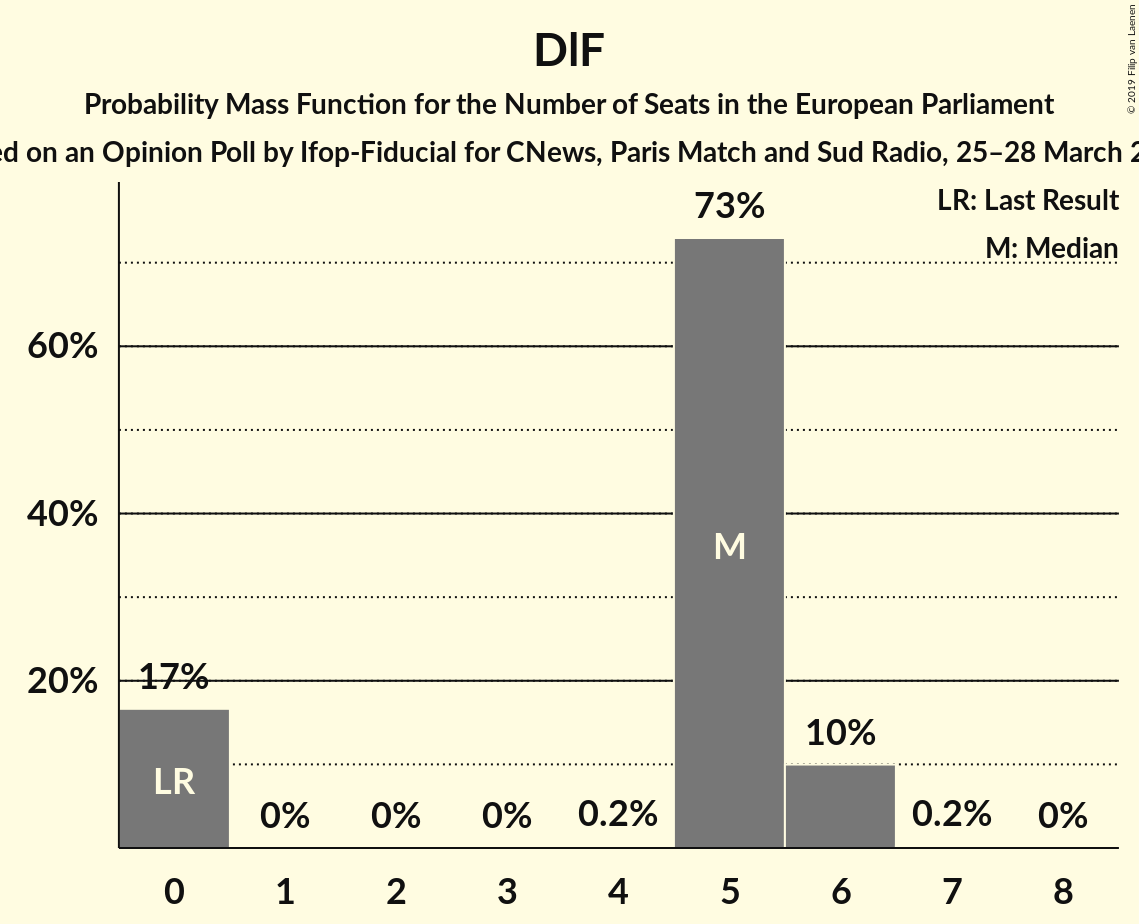 DlF
Probability Mass Function for the Number of Seats in the European Parliament
on an Opinion Poll by Ifop-Fiducial for CNews, Paris Match and Sud Radio, 25–28 March
© 2019 Filip van Laenen
LR: Last Result
M: Median
73%
60%
40%
M
17%
20%
10%
LR
0%
0%
0%
0.2%
0.2%
0%
0 1 2 3 4 5 6 7 8